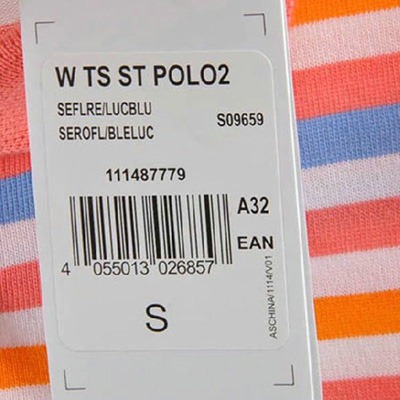 W TS ST POLO2
SEFLRE/LUCBLU
S09659
SEROFL/BLELUC
111487779
A32
EAN
4 055013 026857
S
ASCHINA/1114/V01